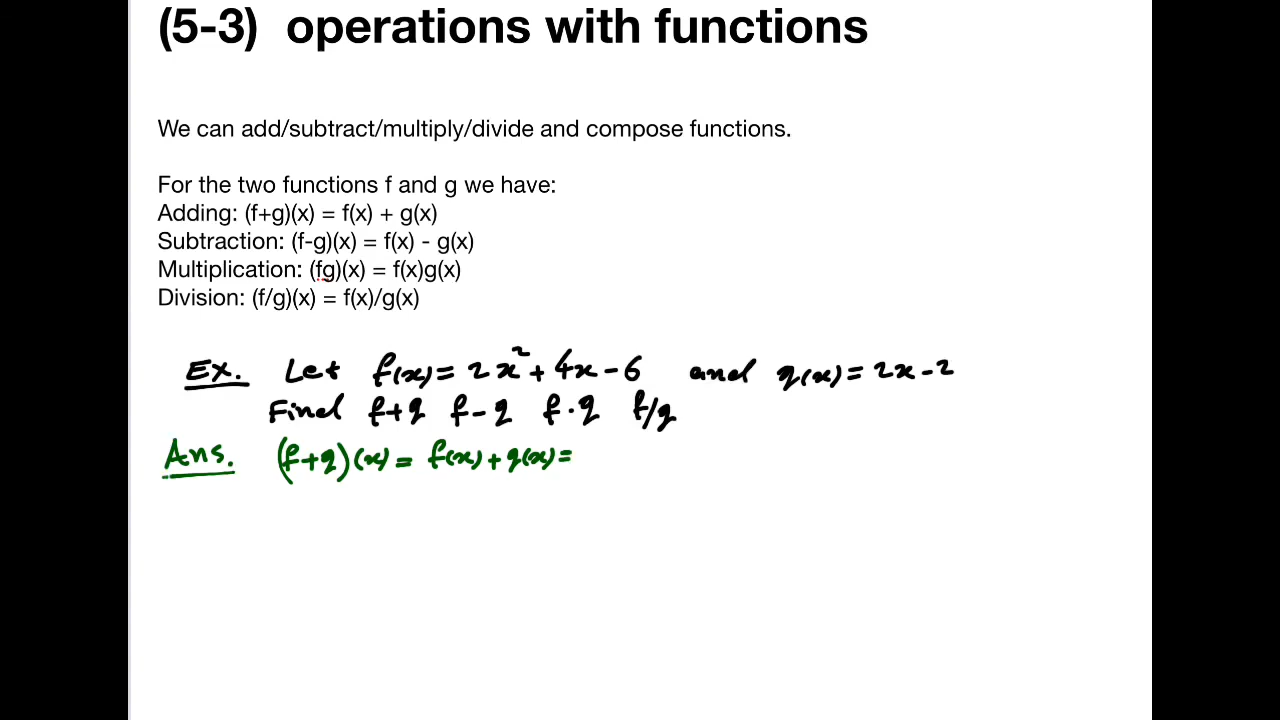 (5-3) operations with functions
We can add/subtract/multiply/divide and compose functions.
For the two functions f and g we have:
Adding: (f+g)(x) = f(x) + g(x)
Subtraction: (f-g)(x) = f(x) - g(x)
Multiplication: (fg)(x) = f(x)g(x)
Division: (f/g)(x) = f(x)/g(x)
Ex. Let f(x) = 2x² + 4x - 6 and g(x) = 2x - 2
Find f+g f-g f·g f/g
Ans. (f+g)(x) = f(x) + g(x) =